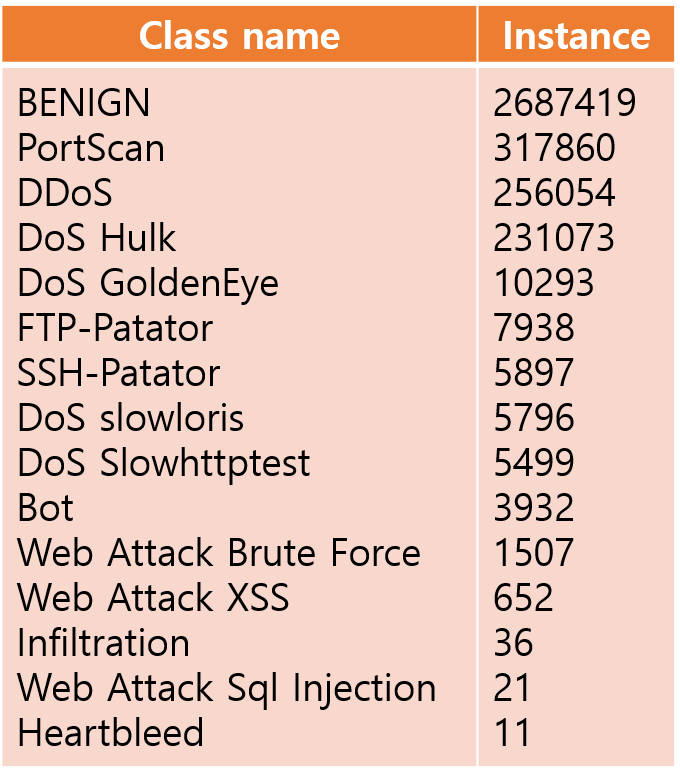 Class name Instance
BENIGN 2687419
PortScan 317860
DDoS 256054
DoS Hulk 231073
DoS GoldenEye 10293
FTP-Patator 7938
SSH-Patator 5897
DoS slowloris 5796
DoS Slowhttptest 5499
Bot 3932
Web Attack Brute Force 1507
Web Attack XSS 652
Infiltration 36
Web Attack Sql Injection 21
Heartbleed 11